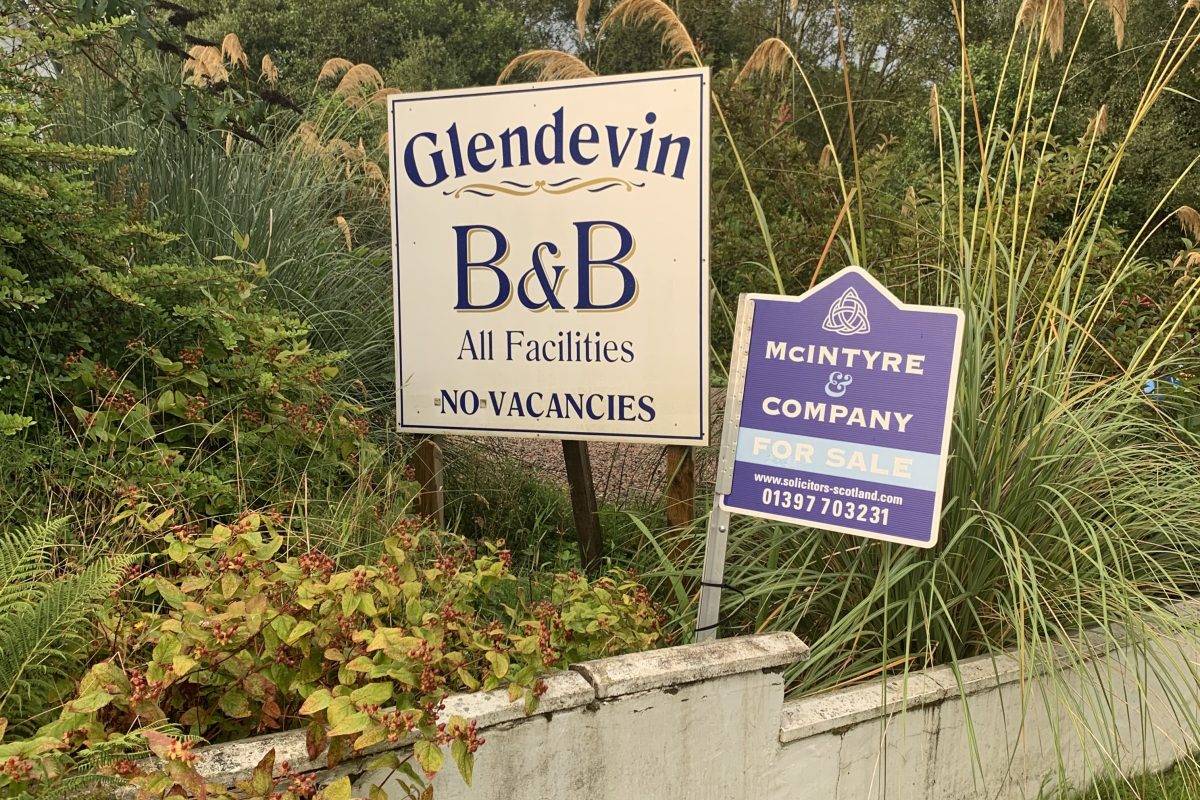 Glendevin
B&B
All Facilities
NO VACANCIES
McINTYRE
&
COMPANY
FOR SALE
www.solicitors-scotland.com
01397 703231